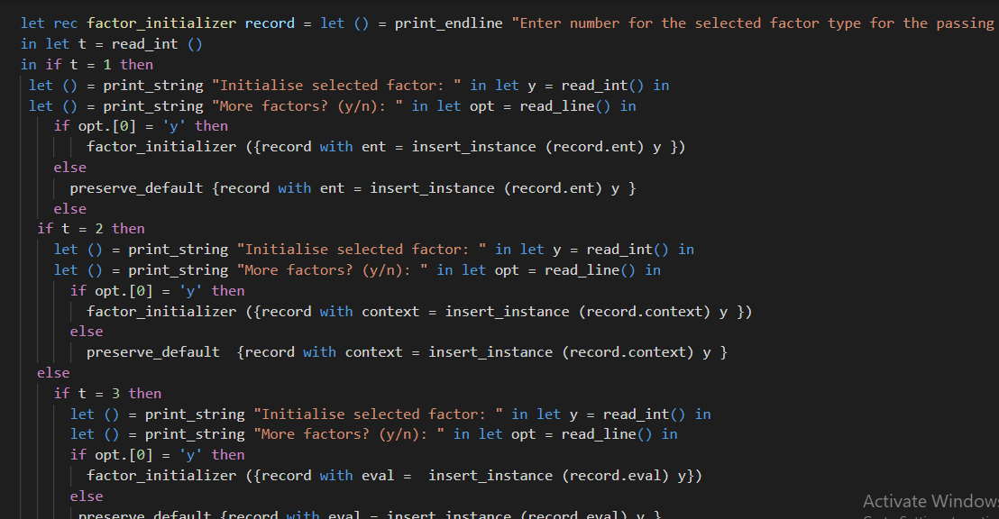 let rec factor_initializer record = let () = print_endline "Enter number for the selected factor type for the passing
in let t = read_int ()
in if t = 1 then
let () = print_string "Initialise selected factor: " in let y = read_int() in
let () = print_string "More factors? (y/n): " in let opt = read_line() in
if opt.[0] = 'y' then
factor_initializer ({record with ent = insert_instance (record.ent) y })
else
preserve_default {record with ent = insert_instance (record.ent) y }
else
if t = 2 then
let () = print_string "Initialise selected factor: " in let y = read_int() in
let () = print_string "More factors? (y/n): " in let opt = read_line() in
if opt.[0] = 'y' then
factor_initializer ({record with context = insert_instance (record.context) y })
else
preserve_default  {record with context = insert_instance (record.context) y }
else
if t = 3 then
let () = print_string "Initialise selected factor: " in let y = read_int() in
let () = print_string "More factors? (y/n): " in let opt = read_line() in
if opt.[0] = 'y' then
factor_initializer ({record with eval =  insert_instance (record.eval) y})
else
preserve_default {record with eval = insert_instance (record.eval) y }
Activate Windows